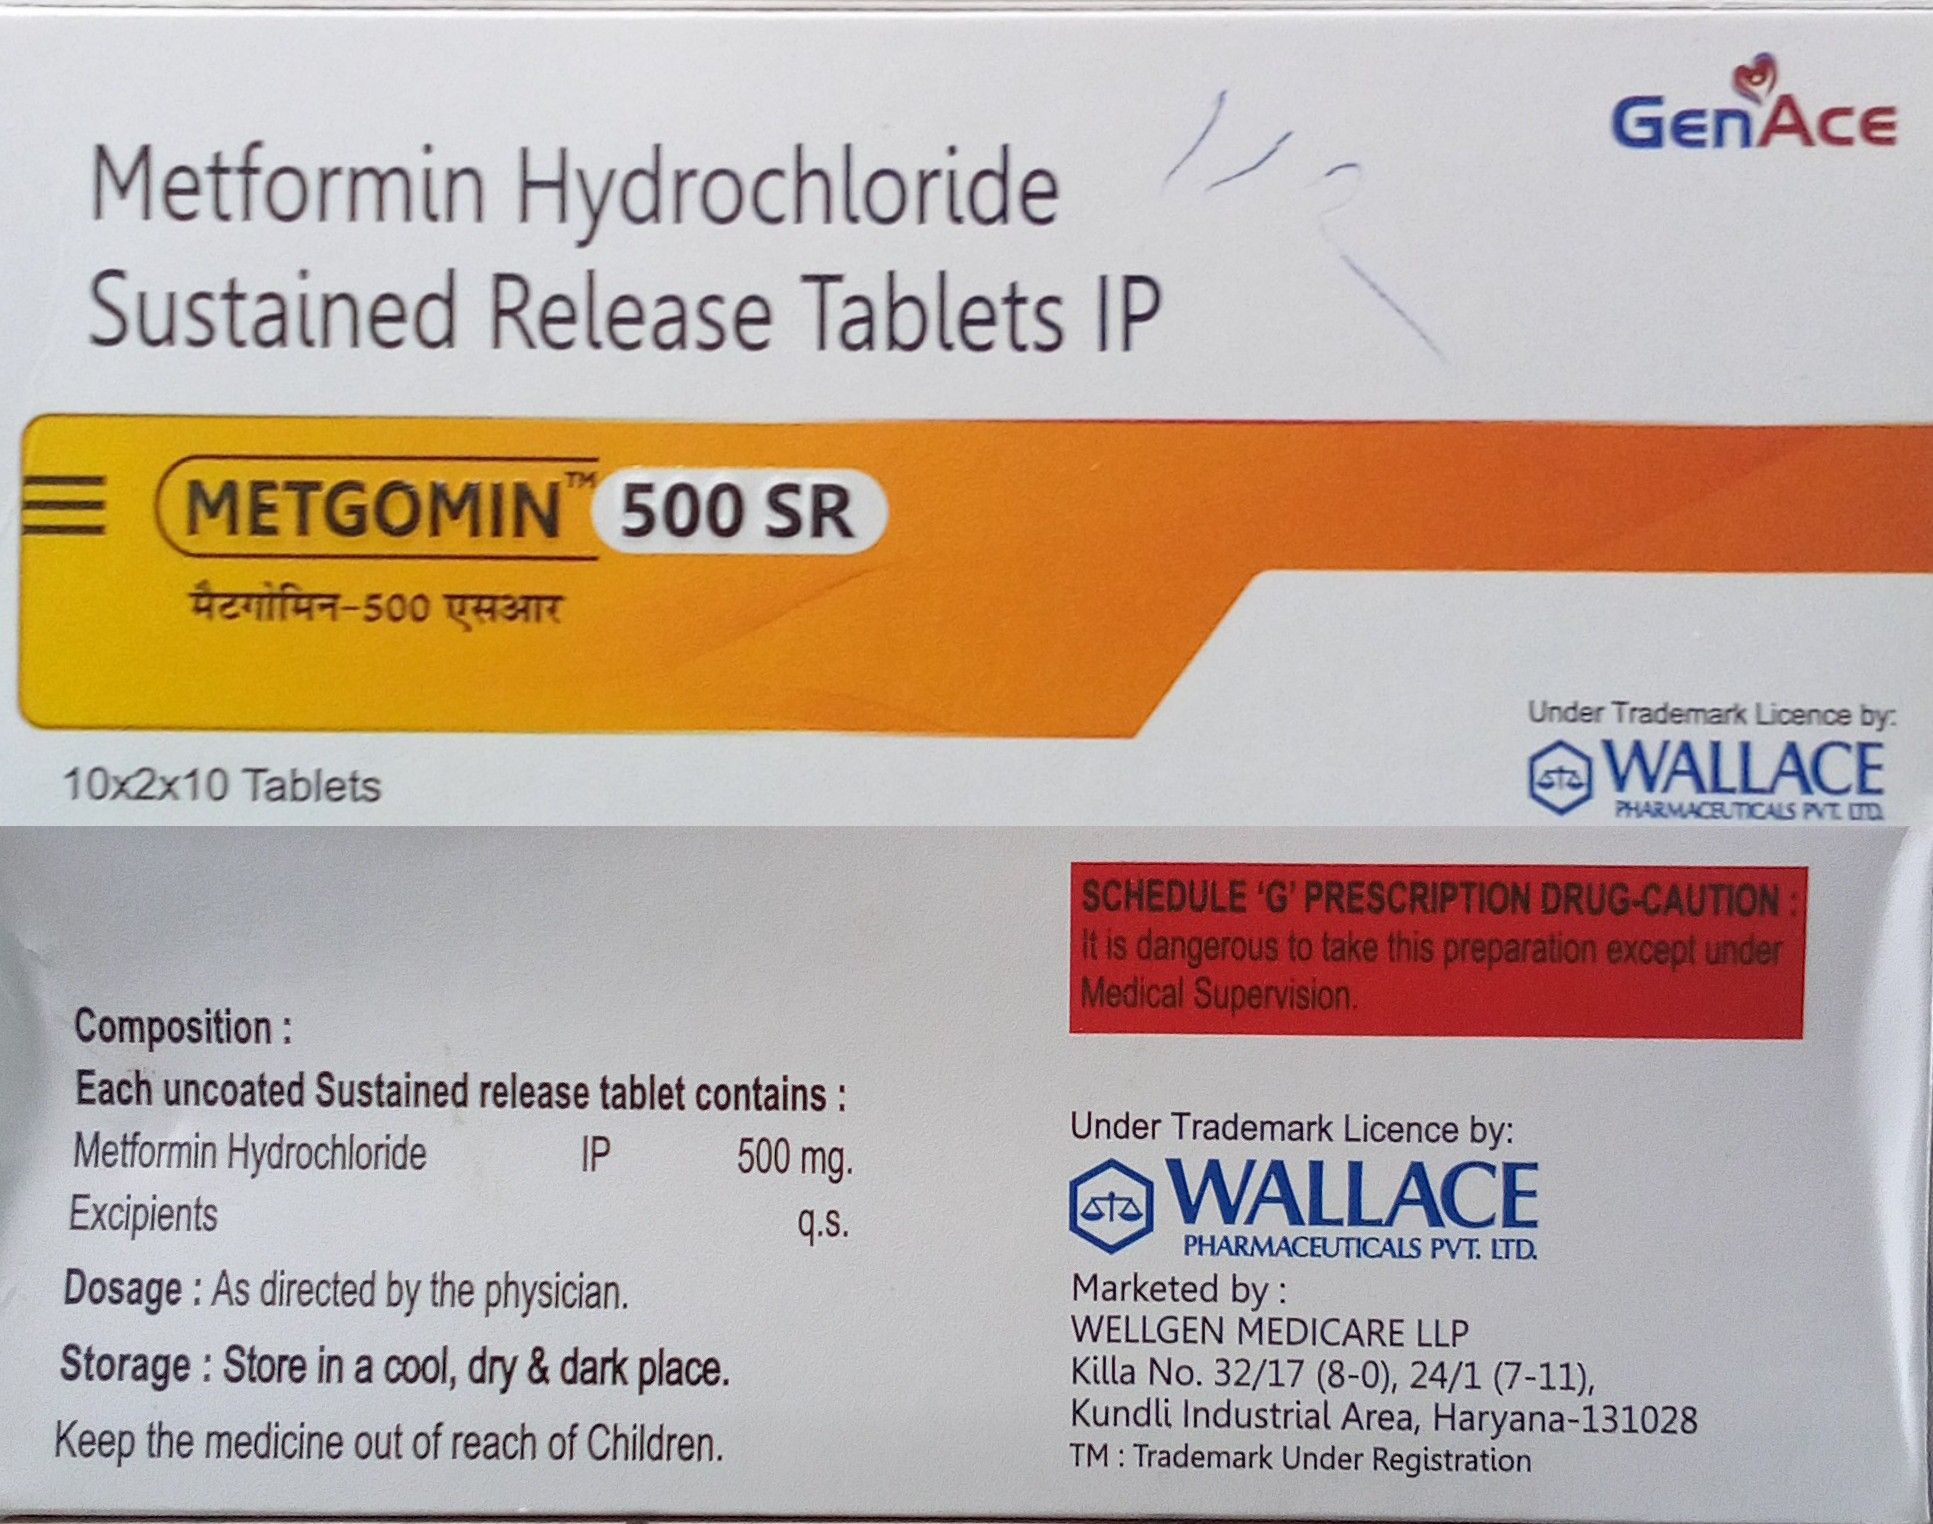 GenAce
Metformin Hydrochloride
Sustained Release Tablets IP
METGOMIN™ 500 SR
मैटगोमिन-500 एसआर
10x2x10 Tablets
Under Trademark Licence by:
WALLACE
PHARMACEUTICALS PVT. LTD.
SCHEDULE 'G' PRESCRIPTION DRUG-CAUTION :
It is dangerous to take this preparation except under
Medical Supervision.
Composition :
Each uncoated Sustained release tablet contains :
Metformin Hydrochloride IP 500 mg.
Excipients q.s.
Dosage : As directed by the physician.
Storage : Store in a cool, dry & dark place.
Keep the medicine out of reach of Children.
Under Trademark Licence by:
WALLACE
PHARMACEUTICALS PVT. LTD.
Marketed by :
WELLGEN MEDICARE LLP
Killa No. 32/17 (8-0), 24/1 (7-11),
Kundli Industrial Area, Haryana-131028
TM : Trademark Under Registration